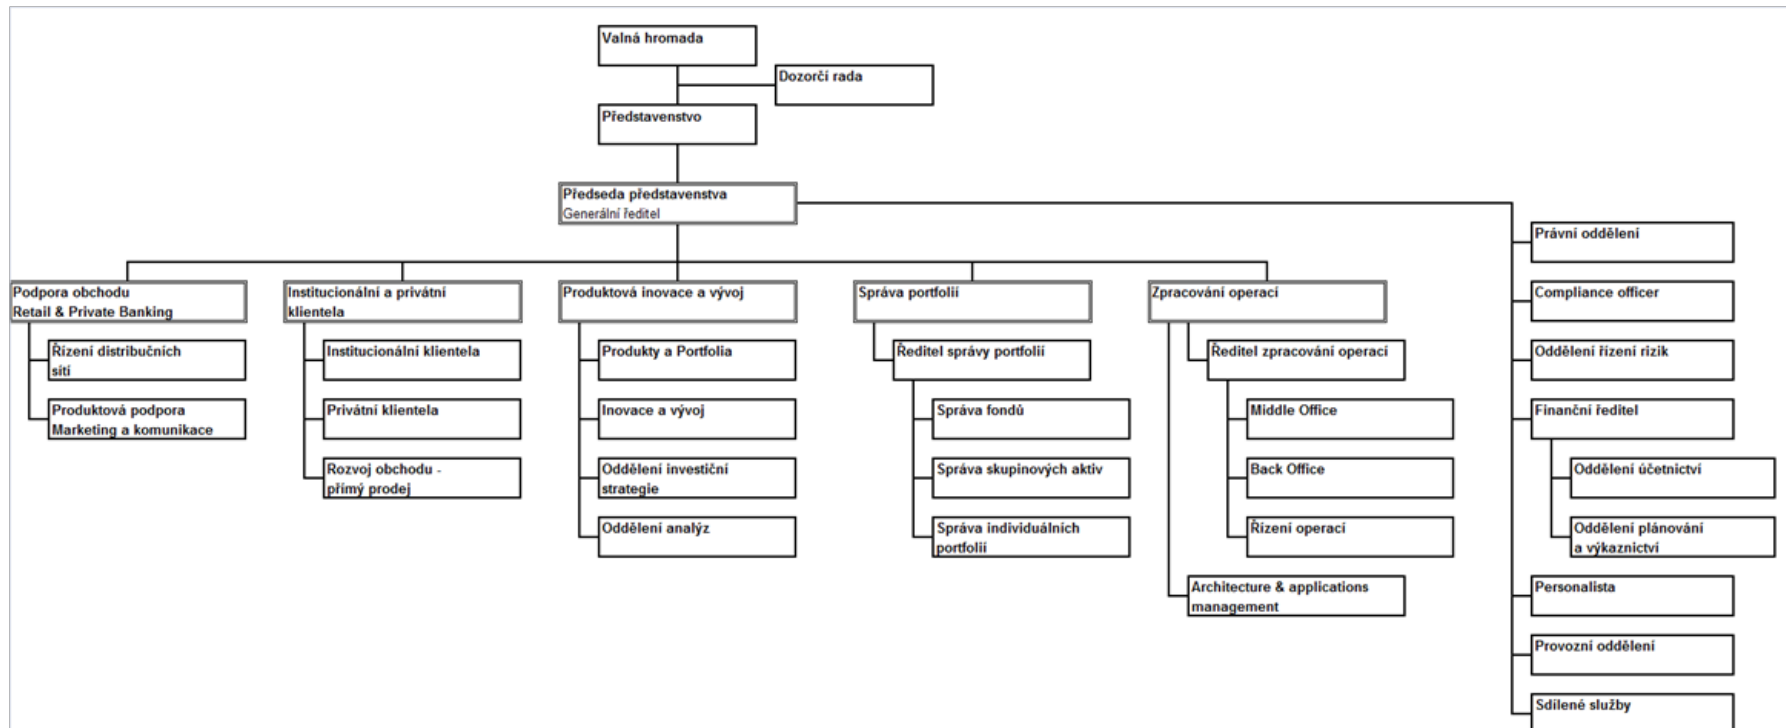 Valná hromada
Dozorčí rada
Představenstvo
Předseda představenstva
Generální ředitel
Podpora obchodu
Retail & Private Banking
Řízení distribučních
sítí
Produktová podpora
Marketing a komunikace
Institucionální a privátní
klientela
Institucionální klientela
Privátní klientela
Rozvoj obchodu -
přímý prodej
Produktová inovace a vývoj
Produkty a Portfolia
Inovace a vývoj
Oddělení investiční
strategie
Oddělení analýz
Správa portfolií
Ředitel správy portfolií
Správa fondů
Správa skupinových aktiv
Správa individuálních
portfolií
Zpracování operací
Ředitel zpracování operací
Middle Office
Back Office
Řízení operací
Architecture & applications
management
Právní oddělení
Compliance officer
Oddělení řízení rizik
Finanční ředitel
Oddělení účetnictví
Oddělení plánování
a výkaznictví
Personalista
Provozní oddělení
Sdílené služby